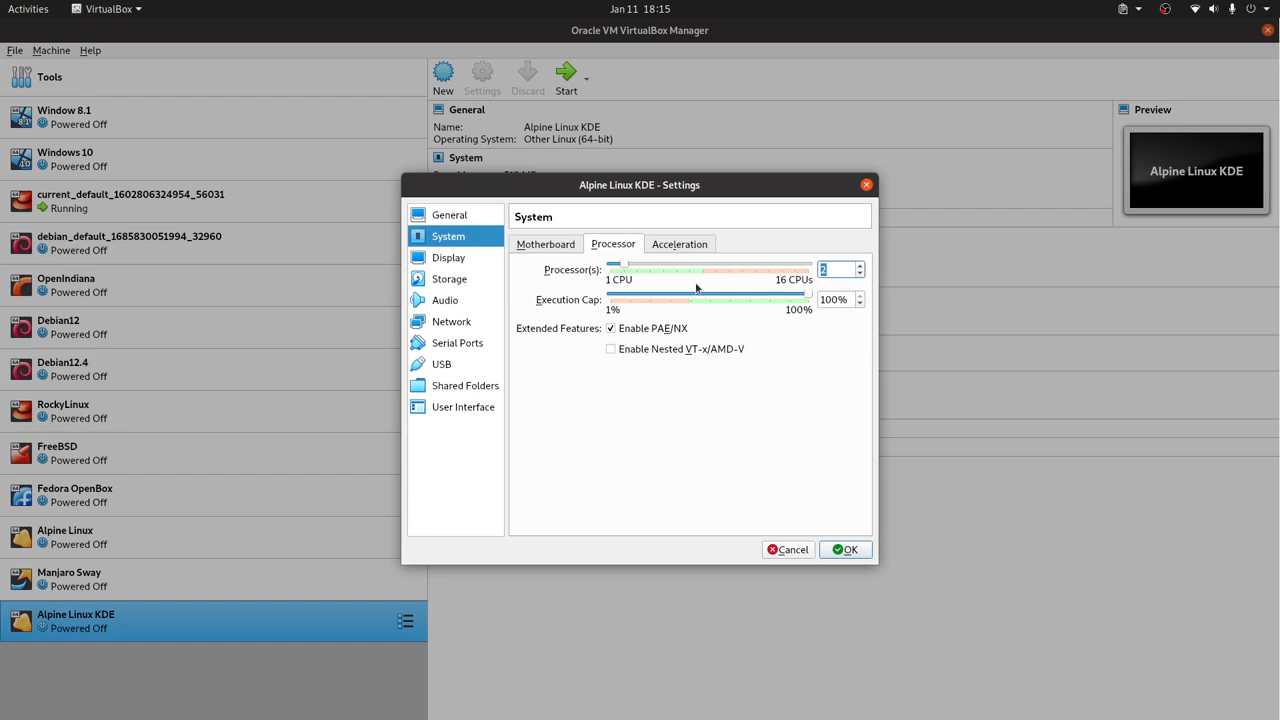 Activities VirtualBox Jan 11 18:15
Oracle VM VirtualBox Manager
File Machine Help
Tools
New Settings Discard Start
Window 8.1
Powered Off
Windows 10
Powered Off
current_default_1602806324954_56031
Running
debian_default_1685830051994_32960
Powered Off
OpenIndiana
Powered Off
Debian12
Powered Off
Debian12.4
Powered Off
RockyLinux
Powered Off
FreeBSD
Powered Off
Fedora OpenBox
Powered Off
Alpine Linux
Powered Off
Manjaro Sway
Powered Off
Alpine Linux KDE
Powered Off
General
Name: Alpine Linux KDE
Operating System: Other Linux (64-bit)
System
Preview
Alpine Linux KDE
Alpine Linux KDE - Settings
General
System
Display
Storage
Audio
Network
Serial Ports
USB
Shared Folders
User Interface
System
Motherboard Processor Acceleration
Processor(s): 2
1 CPU 16 CPUs
Execution Cap: 100%
1% 100%
Extended Features: Enable PAE/NX
Enable Nested VT-x/AMD-V
Cancel OK